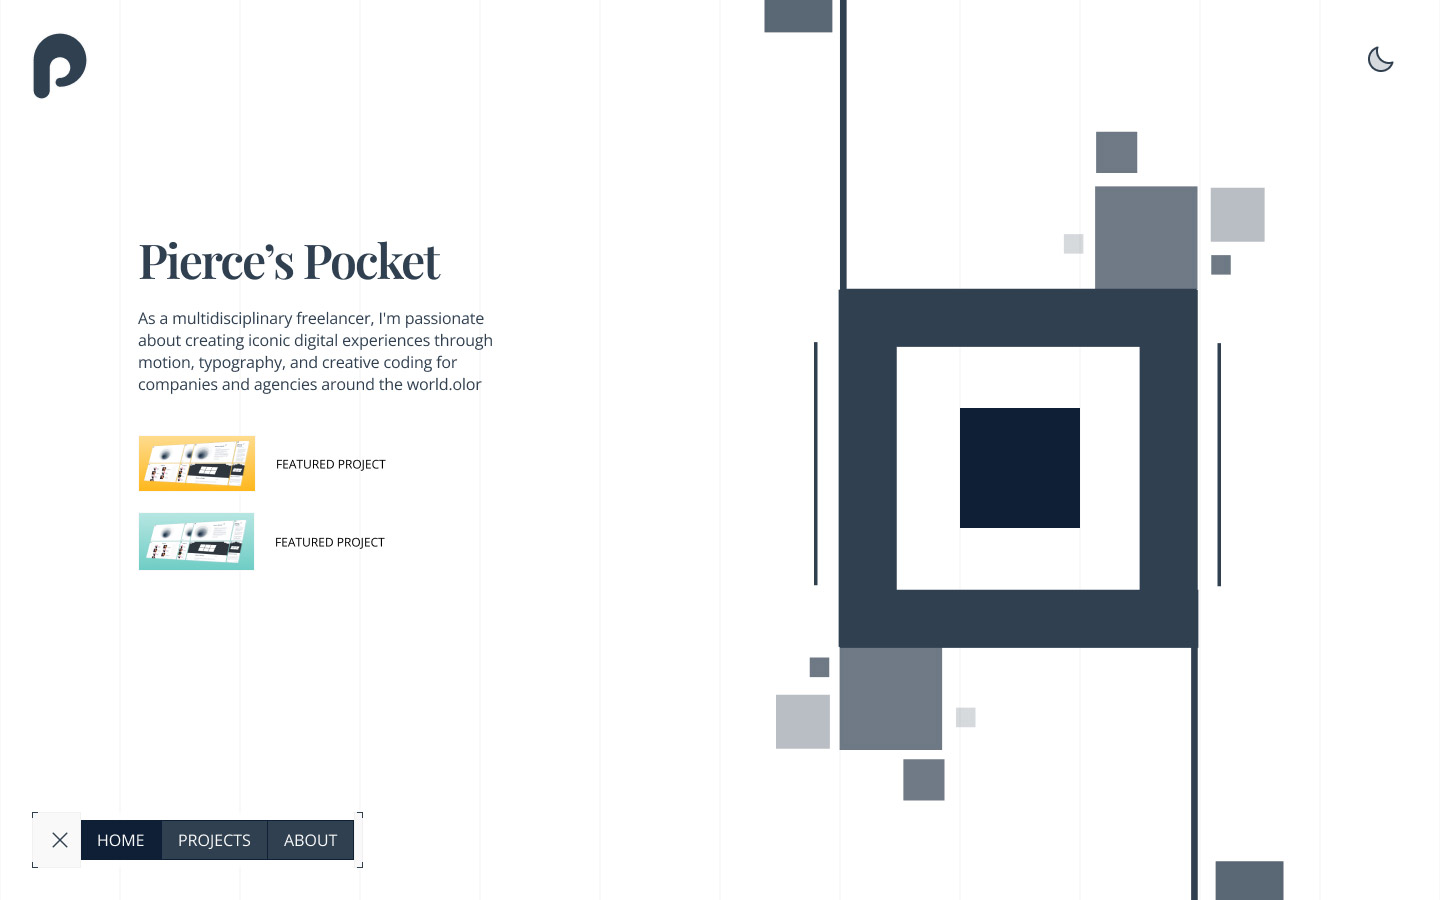 Pierce’s Pocket
As a multidisciplinary freelancer, I'm passionate
about creating iconic digital experiences through
motion, typography, and creative coding for
companies and agencies around the world.olor
FEATURED PROJECT
FEATURED PROJECT
HOME PROJECTS ABOUT